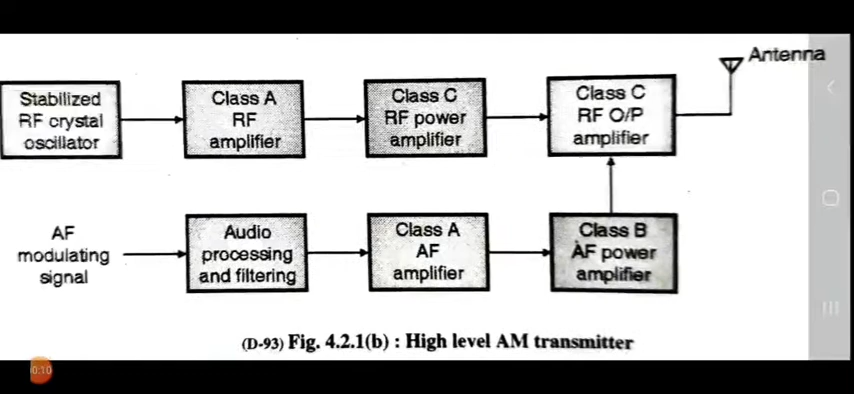 Antenna
Stabilized
RF crystal
oscillator
Class A
RF
amplifier
Class C
RF power
amplifier
Class C
RF O/P
amplifier
AF
modulating
signal
Audio
processing
and filtering
Class A
AF
amplifier
Class B
AF power
amplifier
(D-93) Fig. 4.2.1(b) : High level AM transmitter
0:10